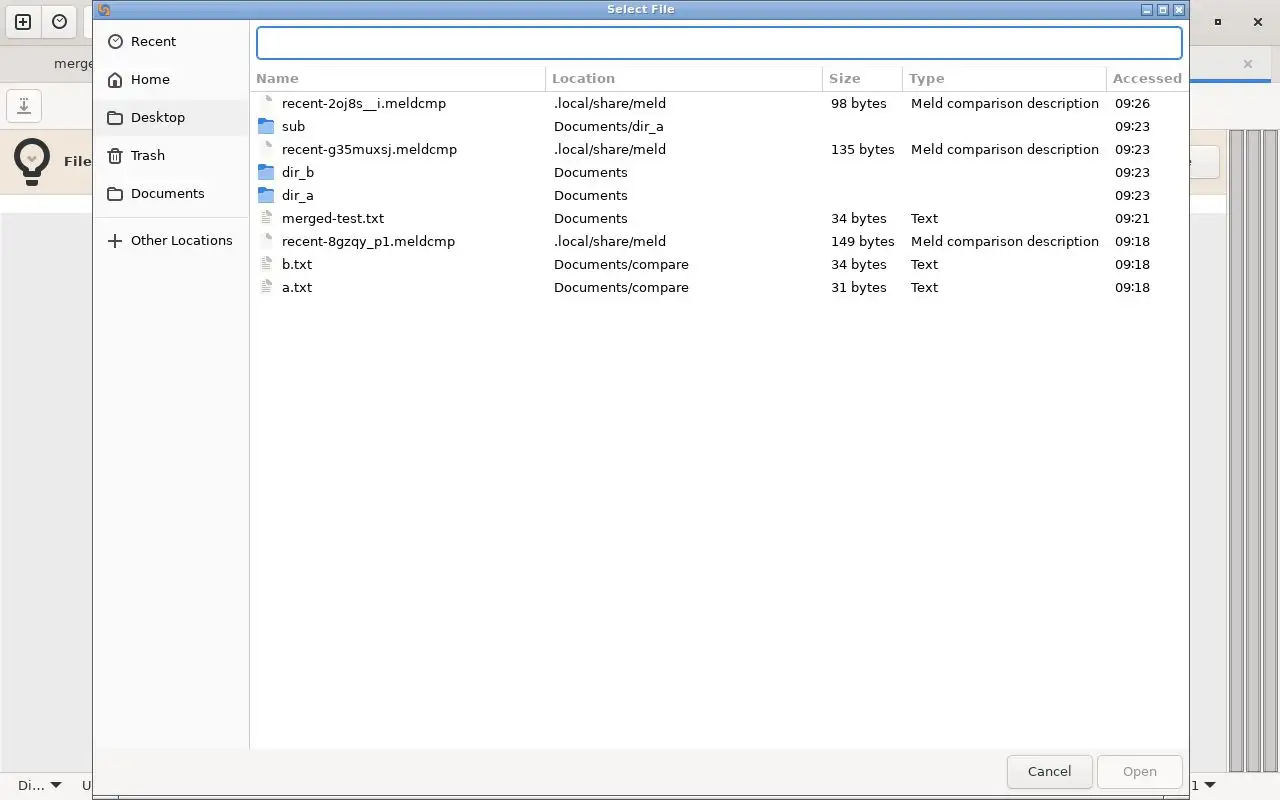 Select File
merge
Recent
Home
Desktop
Trash
Documents
Other Locations
Name Location Size Type Accessed
recent-2oj8s__i.meldcmp .local/share/meld 98 bytes Meld comparison description 09:26
sub Documents/dir_a 09:23
recent-g35muxsj.meldcmp .local/share/meld 135 bytes Meld comparison description 09:23
dir_b Documents 09:23
dir_a Documents 09:23
merged-test.txt Documents 34 bytes Text 09:21
recent-8gzqy_p1.meldcmp .local/share/meld 149 bytes Meld comparison description 09:18
b.txt Documents/compare 34 bytes Text 09:18
a.txt Documents/compare 31 bytes Text 09:18
File
Cancel Open
Di... U 1